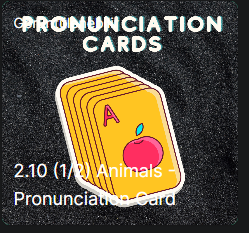 PRONUNCIATION
CARDS
A
2.10 (1/2) Animals -
Pronunciation Card